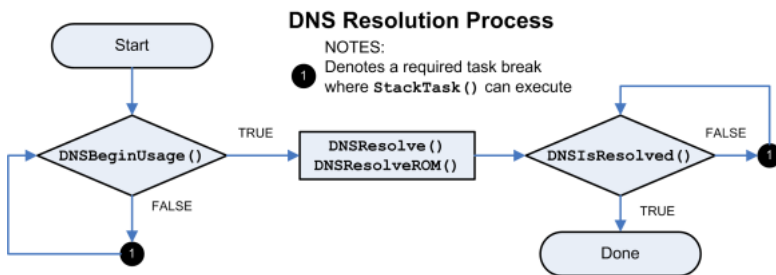 DNS Resolution Process
Start
NOTES:
1 Denotes a required task break
where StackTask() can execute
DNSBeginUsage()
TRUE
FALSE
1
DNSResolve()
DNSResolveROM()
DNSIsResolved()
FALSE
1
TRUE
Done